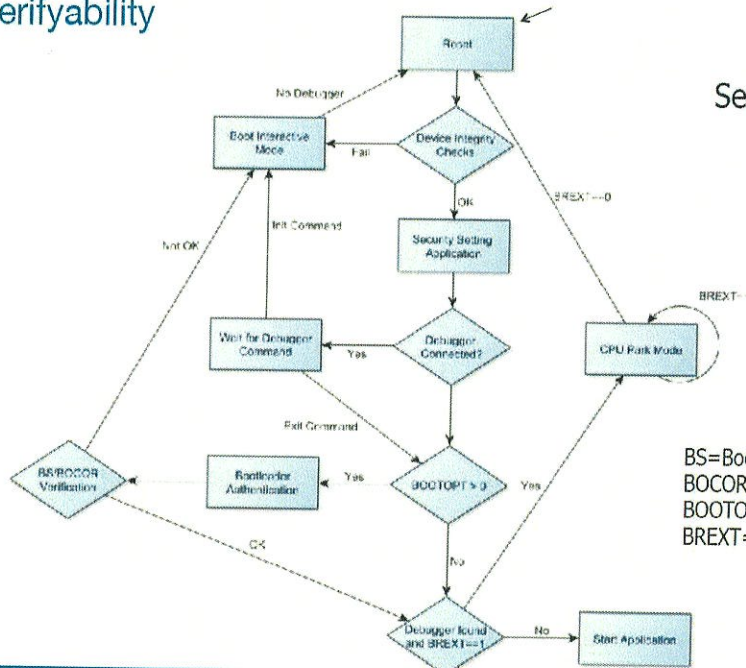 erifyability
Reset
Se
No Debugger
Boot Interactive
Mode
Fail
Device Integrity
Checks
OK
BREXT==0
Init Command
Security Setting
Application
Not OK
BREXT=
Wait for Debugger
Command
Yes
Debugger
Connected?
CPU Park Mode
Exit Command
BS/BOCOR
Verification
Bootloader
Authentication
Yes
BOOTOPT > 0
Yes
BS=Boo
BOCOR
BOOTO
BREXT=
OK
No
Debugger found
and BREXT==1
No
Start Application